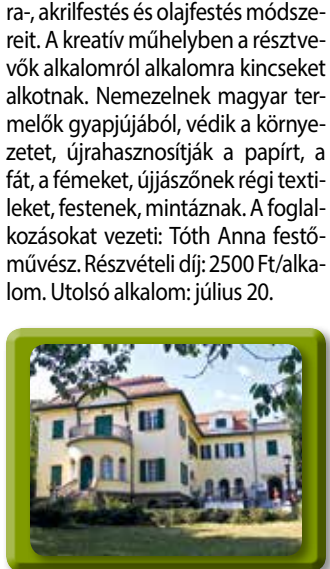 ra-, akrilfestés és olajfestés módsze-
reit. A kreatív műhelyben a résztve-
vők alkalomról alkalomra kincseket
alkotnak. Nemezelnek magyar ter-
melők gyapjújából, védik a környe-
zetet, újrahasznosítják a papírt, a
fát, a fémeket, újjászőnek régi texti-
leket, festenek, mintáznak. A foglal-
kozásokat vezeti: Tóth Anna festő-
művész. Részvételi díj: 2500 Ft/alka-
lom. Utolsó alkalom: július 20.